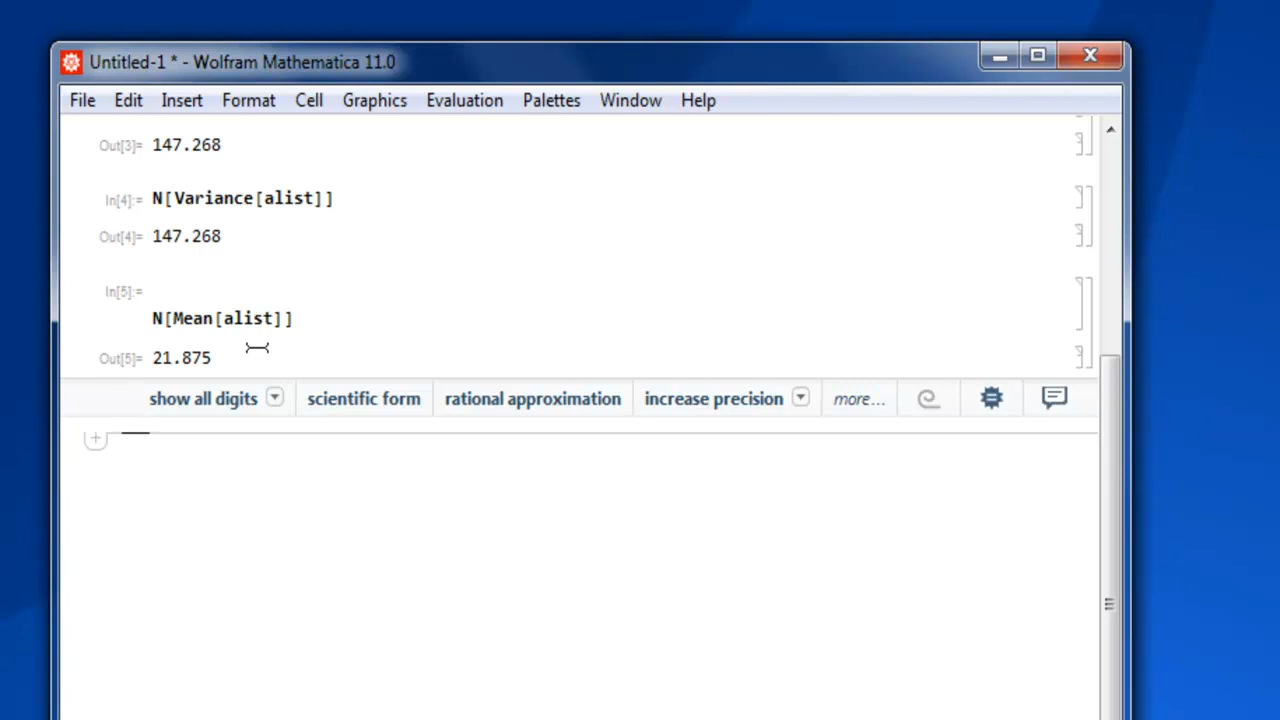 Untitled-1 * - Wolfram Mathematica 11.0
File Edit Insert Format Cell Graphics Evaluation Palettes Window Help
Out[3]= 147.268
In[4]:= N[Variance[alist]]
Out[4]= 147.268
In[5]:=
N[Mean[alist]]
Out[5]= 21.875
show all digits scientific form rational approximation increase precision more...